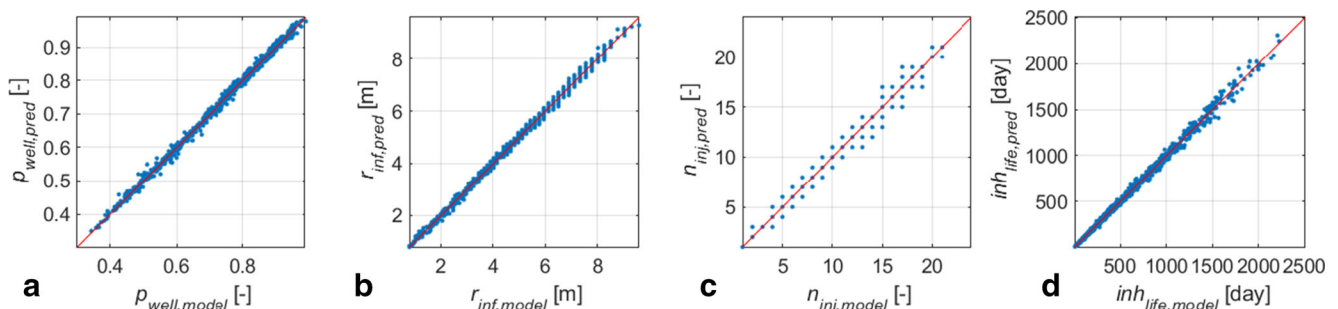 0.9
0.8
0.7
0.6
0.5
0.4
p_well,pred [-]
0.4 0.6 0.8
p_well,model [-]
a
8
6
4
2
r_inf,pred [m]
2 4 6 8
r_inf,model [m]
b
20
15
10
5
n_inj,pred [-]
5 10 15 20
n_inj,model [-]
c
2500
2000
1500
1000
500
inh_life,pred [day]
500 1000 1500 2000 2500
inh_life,model [day]
d